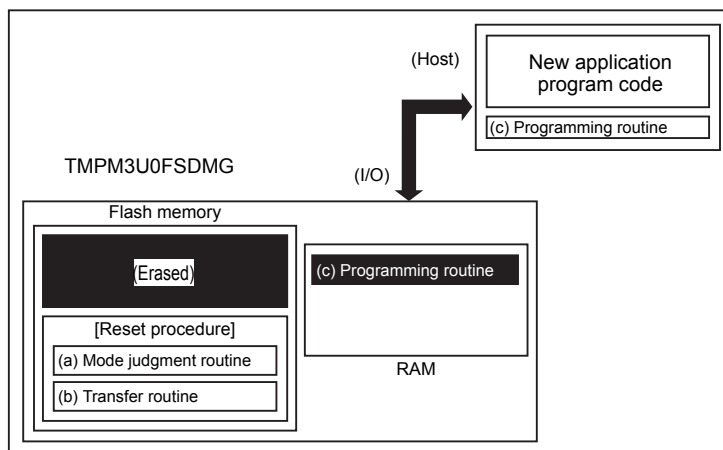 (Host)
New application
program code
(c) Programming routine
TMPM3U0FSDMG
(I/O)
Flash memory
(Erased)
(c) Programming routine
[Reset procedure]
(a) Mode judgment routine
(b) Transfer routine
RAM